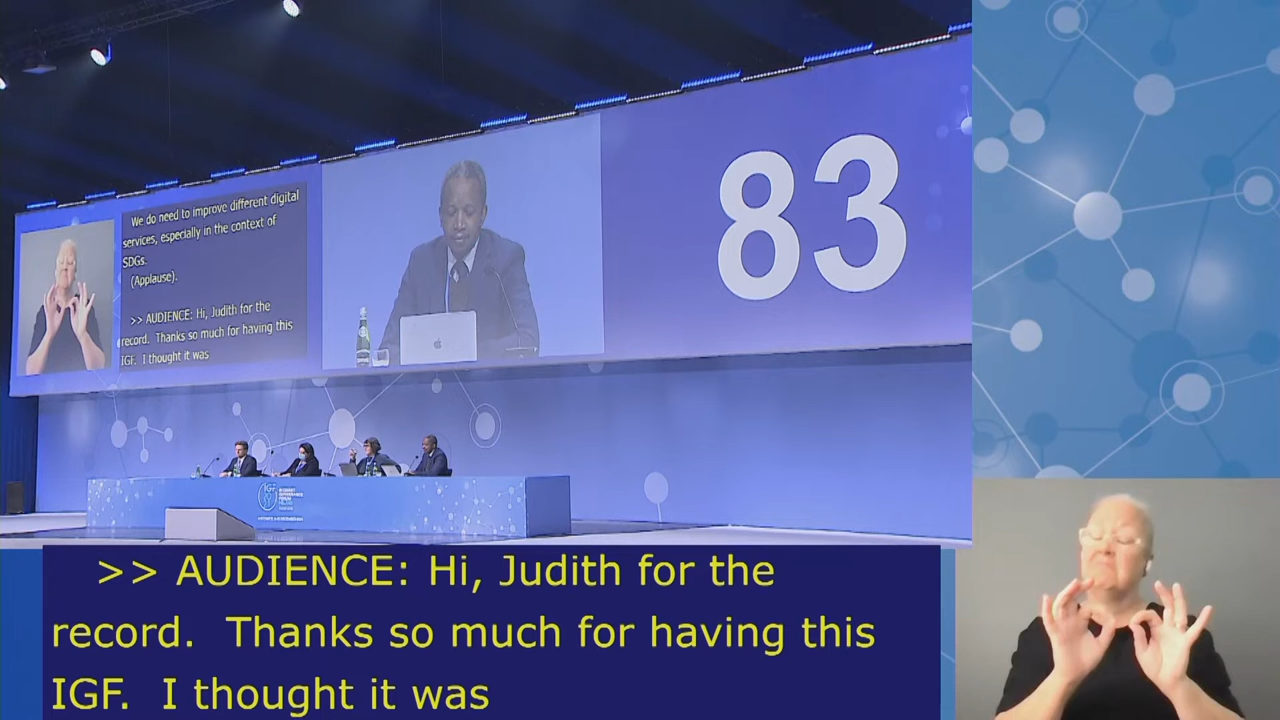 We do need to improve different digital
services, especially in the context of
SDGs.
(Applause).
>> AUDIENCE: Hi, Judith for the
record. Thanks so much for having this
IGF. I thought it was
83
IGF
>> AUDIENCE: Hi, Judith for the
record. Thanks so much for having this
IGF. I thought it was